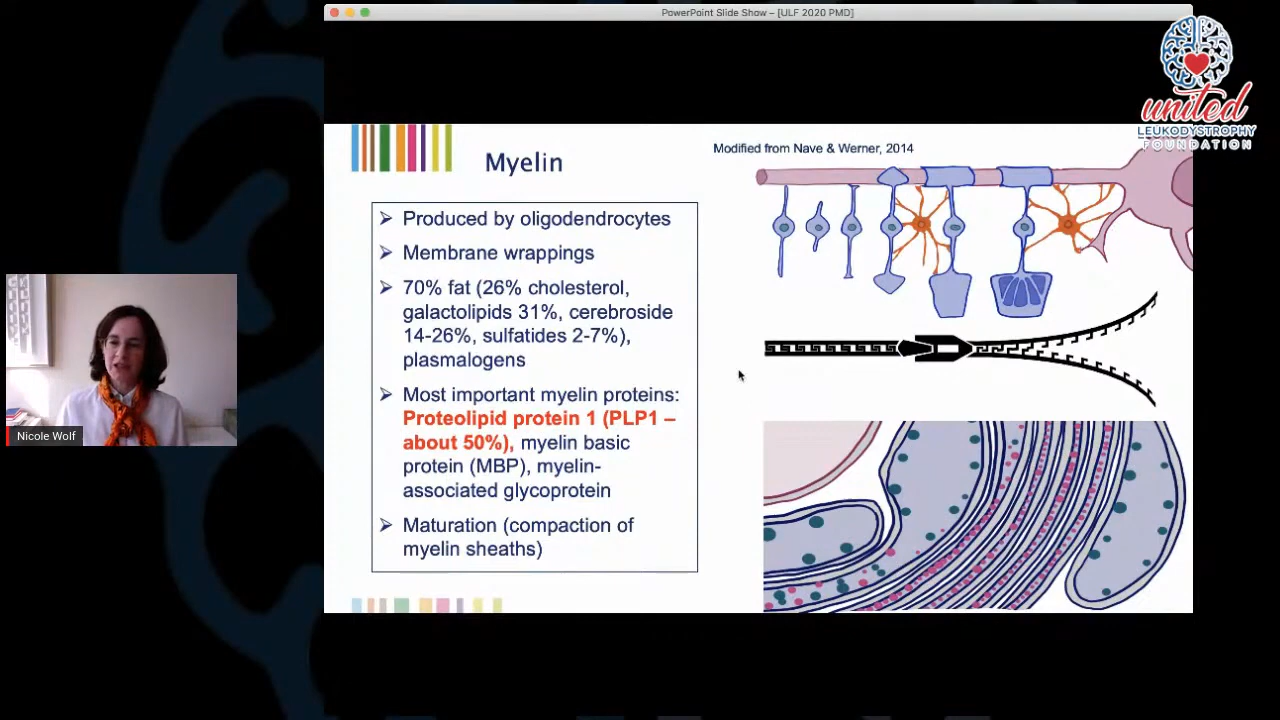 PowerPoint Slide Show – [ULF 2020 PMD]
united
LEUKODYSTROPHY
FOUNDATION
Myelin
Modified from Nave & Werner, 2014
Produced by oligodendrocytes
Membrane wrappings
70% fat (26% cholesterol,
galactolipids 31%, cerebroside
14-26%, sulfatides 2-7%),
plasmalogens
Most important myelin proteins:
Proteolipid protein 1 (PLP1 –
about 50%), myelin basic
protein (MBP), myelin-
associated glycoprotein
Maturation (compaction of
myelin sheaths)
Nicole Wolf